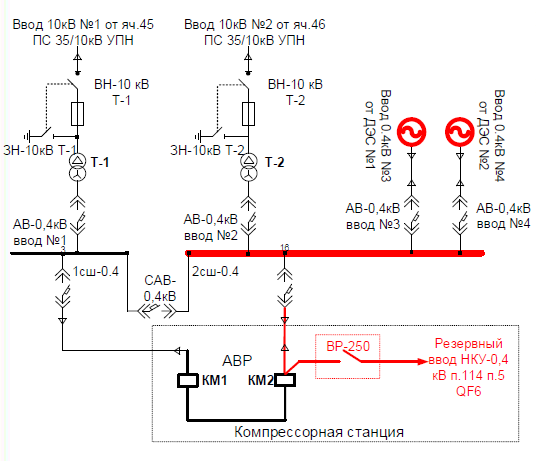 Ввод 10кВ №1 от яч.45
ПС 35/10кВ УПН
Ввод 10кВ №2 от яч.46
ПС 35/10кВ УПН
ВН-10 кВ
Т-1
ВН-10 кВ
Т-2
Ввод 0.4кВ №3
от ДЭС №1
Ввод 0.4кВ №4
от ДЭС №2
ЗН-10кВ Т-1
Т-1
ЗН-10кВ Т-2
Т-2
АВ-0,4кВ
ввод №1
АВ-0,4кВ
ввод №2
АВ-0,4кВ
ввод №3
АВ-0,4кВ
ввод №4
3
16
1сш-0.4
САВ-
0,4кВ
2сш-0.4
АВР
КМ1
КМ2
ВР-250
Резервный
ввод НКУ-0,4
кВ п.114 п.5
QF6
Компрессорная станция